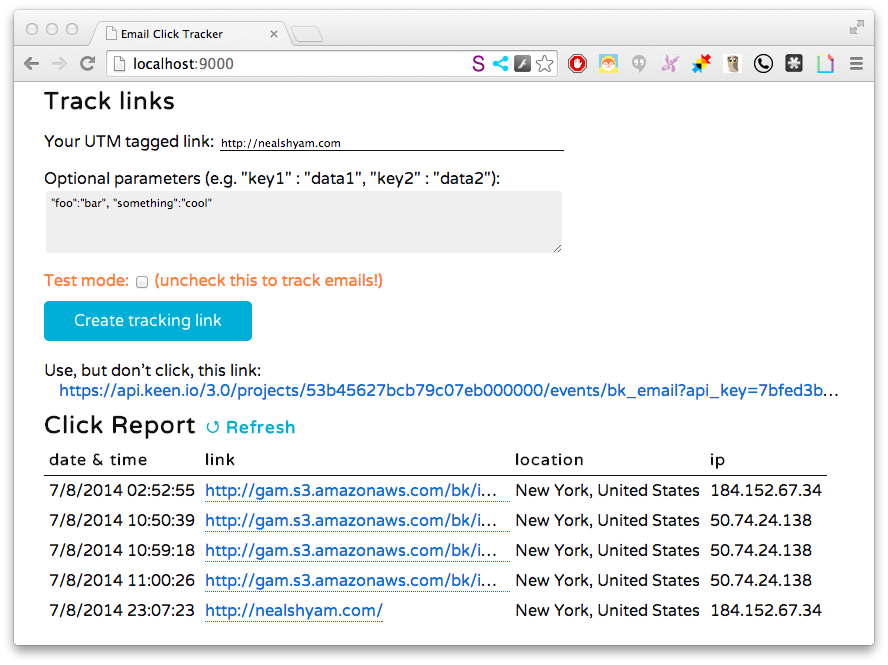 Email Click Tracker
localhost:9000
Track links
Your UTM tagged link: http://nealshyam.com
Optional parameters (e.g. "key1" : "data1", "key2" : "data2"):
"foo":"bar", "something":"cool"
Test mode: (uncheck this to track emails!)
Create tracking link
Use, but don't click, this link:
https://api.keen.io/3.0/projects/53b45627bcb79c07eb000000/events/bk_email?api_key=7bfed3b…
Click Report Refresh
date & time link location ip
7/8/2014 02:52:55 http://gam.s3.amazonaws.com/bk/i… New York, United States 184.152.67.34
7/8/2014 10:50:39 http://gam.s3.amazonaws.com/bk/i… New York, United States 50.74.24.138
7/8/2014 10:59:18 http://gam.s3.amazonaws.com/bk/i… New York, United States 50.74.24.138
7/8/2014 11:00:26 http://gam.s3.amazonaws.com/bk/i… New York, United States 50.74.24.138
7/8/2014 23:07:23 http://nealshyam.com/ New York, United States 184.152.67.34